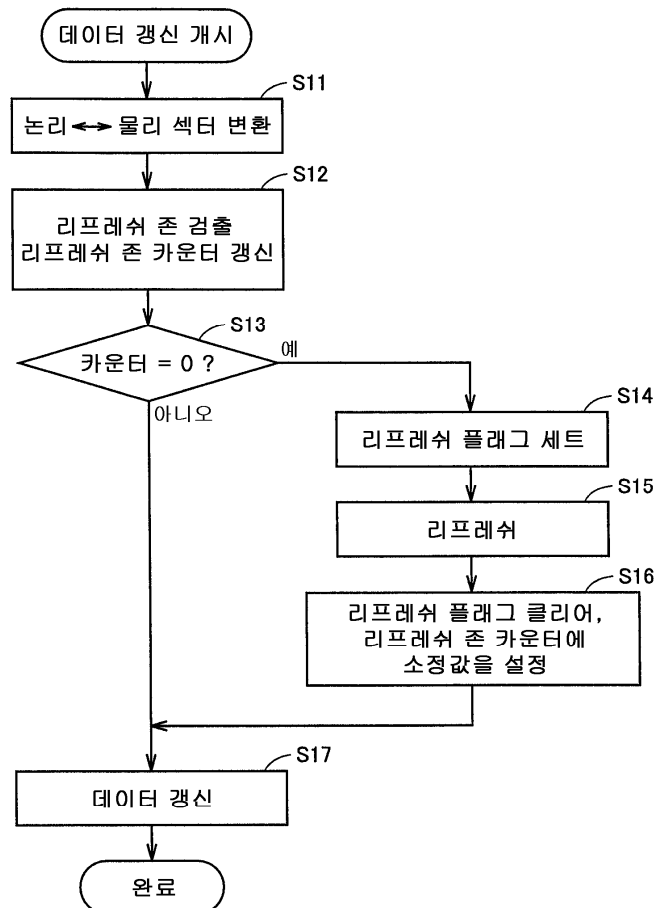 데이터 갱신 개시
S11
논리↔물리 섹터 변환
S12
리프레쉬 존 검출
리프레쉬 존 카운터 갱신
S13
카운터 = 0 ?
예
아니오
S14
리프레쉬 플래그 세트
S15
리프레쉬
S16
리프레쉬 플래그 클리어,
리프레쉬 존 카운터에
소정값을 설정
S17
데이터 갱신
완료